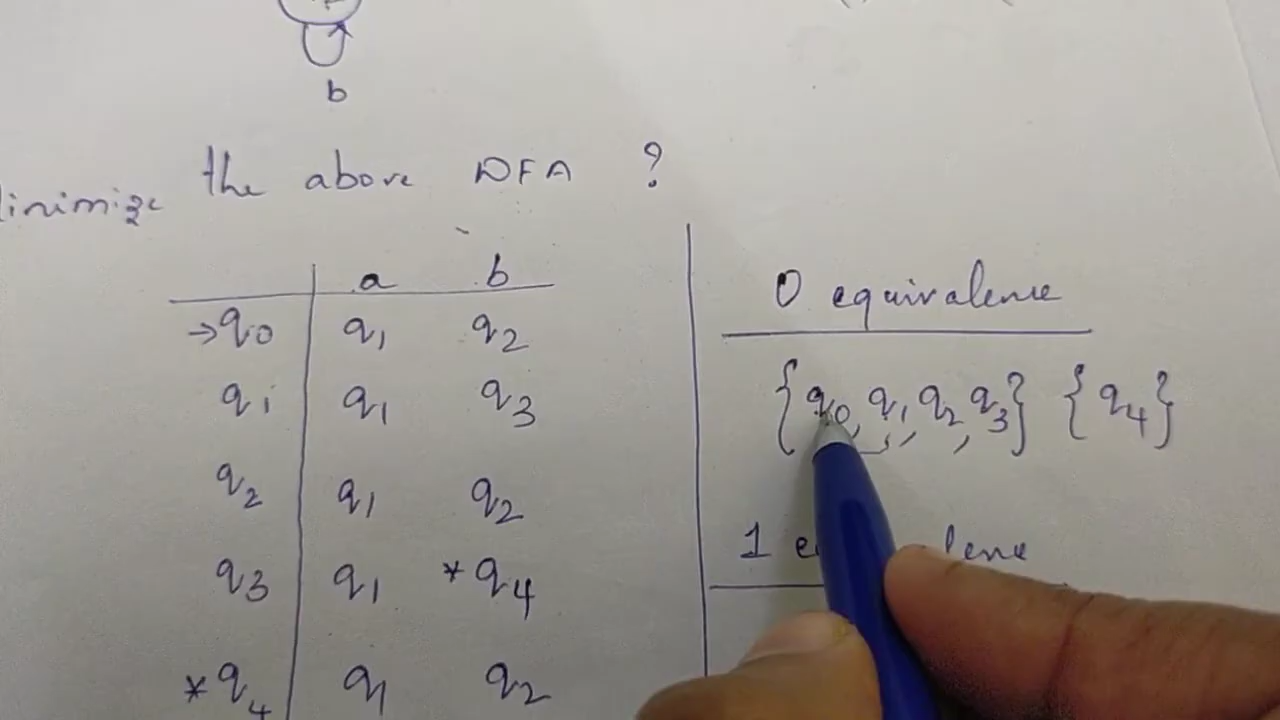 b
Minimize the above DFA ?
a b
→q0 q1 q2
q1 q1 q3
q2 q1 q2
q3 q1 *q4
*q4 q1 q2
0 equivalence
{q0, q1, q2, q3} {q4}
1